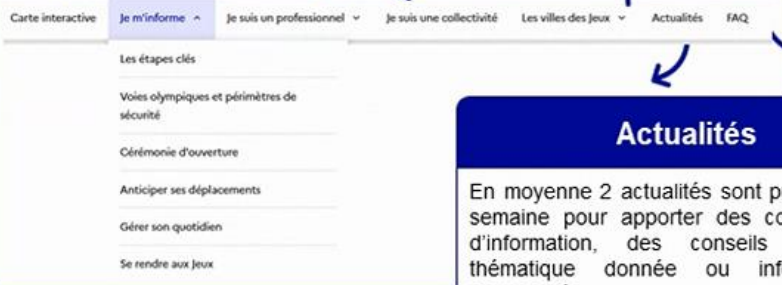 Carte interactive Je m'informe Je suis un professionnel Je suis une collectivité Les villes des Jeux Actualités FAQ
Les étapes clés
Voies olympiques et périmètres de
sécurité
Cérémonie d'ouverture
Anticiper ses déplacements
Gérer son quotidien
Se rendre aux Jeux
Actualités
En moyenne 2 actualités sont
semaine pour apporter des
d'information, des conseils
thématique donnée ou